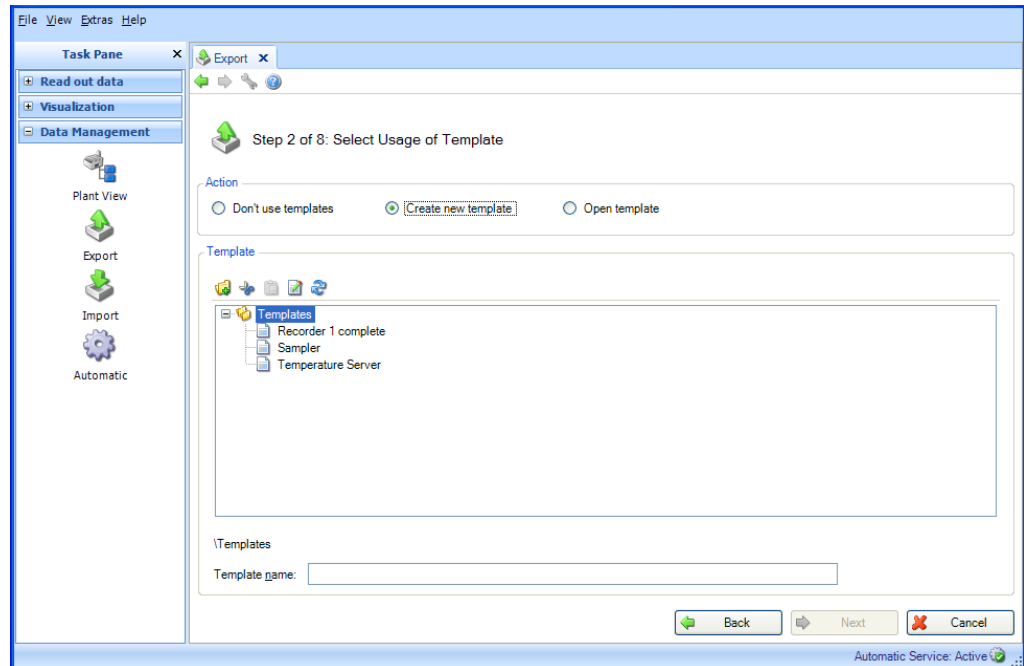 File View Extras Help
Task Pane
Read out data
Visualization
Data Management
Plant View
Export
Import
Automatic
Export
Step 2 of 8: Select Usage of Template
Action
Don't use templates
Create new template
Open template
Template
Templates
Recorder 1 complete
Sampler
Temperature Server
\Templates
Template name:
Back
Next
Cancel
Automatic Service: Active